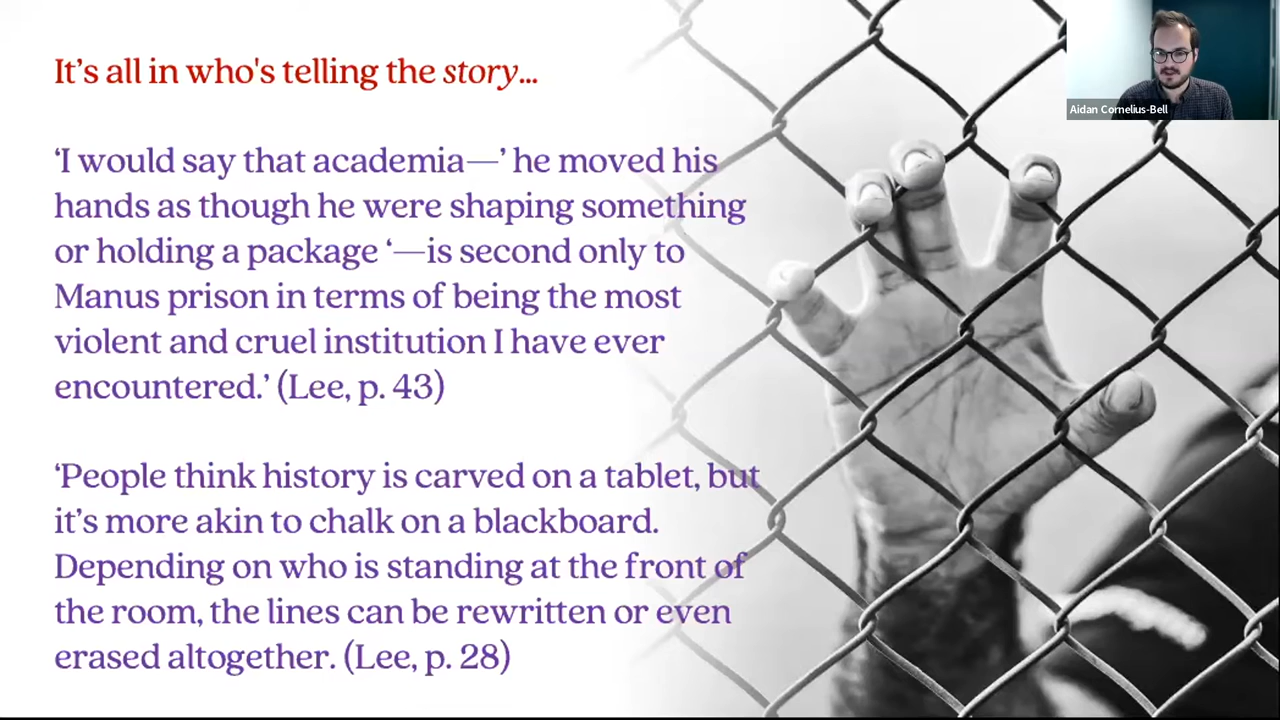 It’s all in who's telling the story...
‘I would say that academia—’ he moved his
hands as though he were shaping something
or holding a package ‘—is second only to
Manus prison in terms of being the most
violent and cruel institution I have ever
encountered.’ (Lee, p. 43)
‘People think history is carved on a tablet, but
it’s more akin to chalk on a blackboard.
Depending on who is standing at the front of
the room, the lines can be rewritten or even
erased altogether. (Lee, p. 28)
Aidan Cornelius-Bell